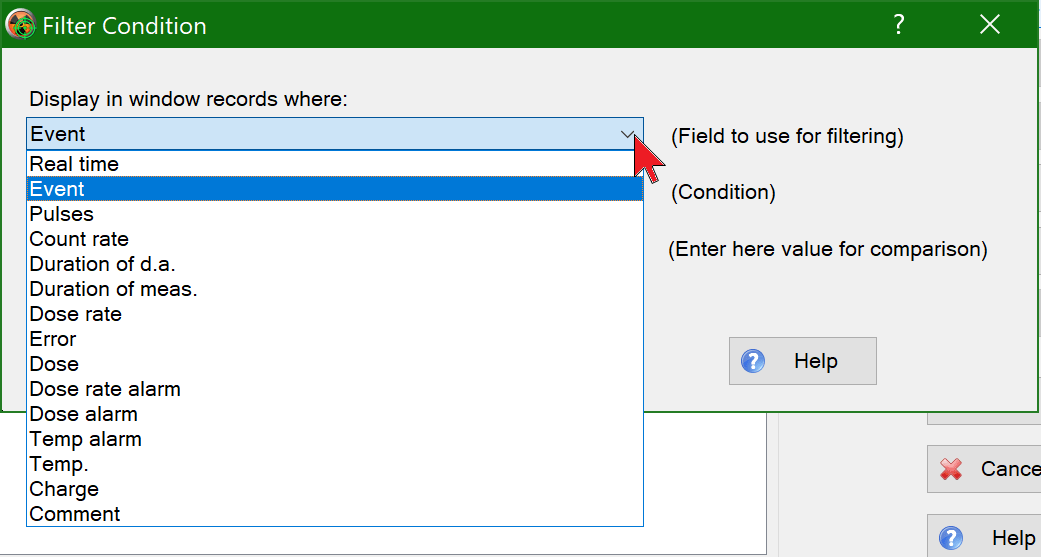 Filter Condition
?
Display in window records where:
Event
(Field to use for filtering)
Real time
Event
(Condition)
Pulses
Count rate
(Enter here value for comparison)
Duration of d.a.
Duration of meas.
Dose rate
Error
Dose
? Help
Dose rate alarm
Dose alarm
Temp alarm
Temp.
Cance
Charge
Comment
? Help